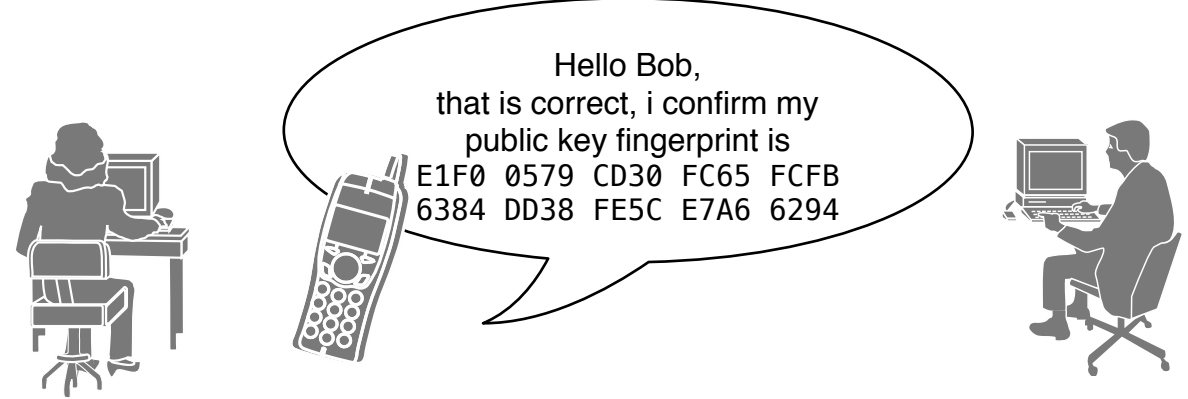 Hello Bob,
that is correct, i confirm my
public key fingerprint is
E1F0 0579 CD30 FC65 FCFB
6384 DD38 FE5C E7A6 6294